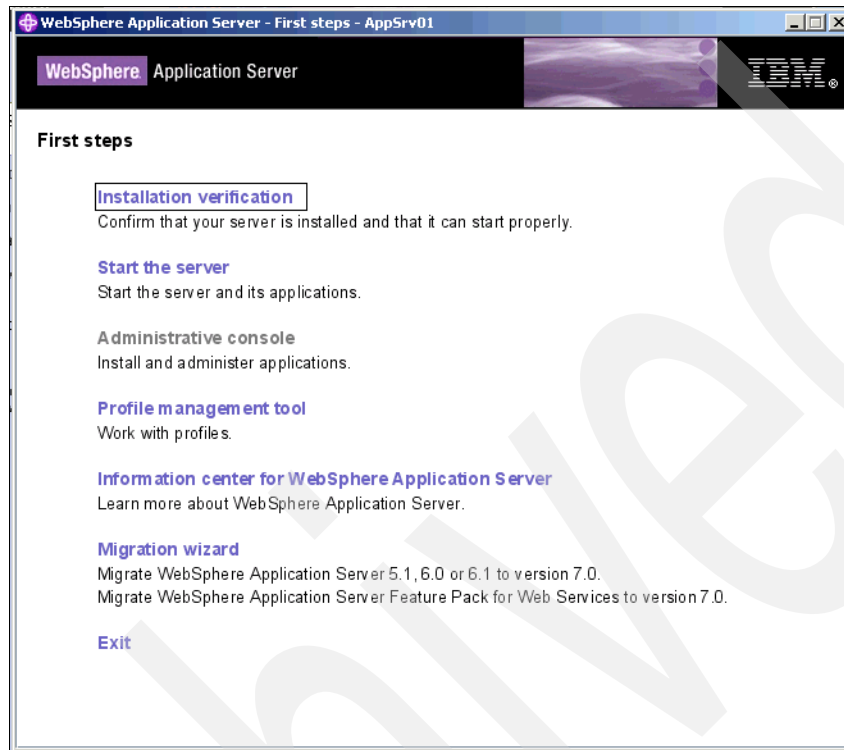 WebSphere Application Server - First steps - AppSrv01
WebSphere. Application Server
IBM®
First steps
Installation verification
Confirm that your server is installed and that it can start properly.
Start the server
Start the server and its applications.
Administrative console
Install and administer applications.
Profile management tool
Work with profiles.
Information center for WebSphere Application Server
Learn more about WebSphere Application Server.
Migration wizard
Migrate WebSphere Application Server 5.1, 6.0 or 6.1 to version 7.0.
Migrate WebSphere Application Server Feature Pack for Web Services to version 7.0.
Exit